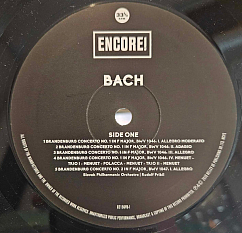 33⅓
ENCORE!
BACH
SIDE ONE
1 BRANDENBURG CONCERTO NO. 1 IN F MAJOR, BWV 1046: I. ALLEGRO MODERATO
2 BRANDENBURG CONCERTO NO. 1 IN F MAJOR, BWV 1046: II. ADAGIO
3 BRANDENBURG CONCERTO NO. 1 IN F MAJOR, BWV 1046: III. ALLEGRO
4 BRANDENBURG CONCERTO NO. 1 IN F MAJOR, BWV 1046: IV. MENUET -
TRIO I - MENUET - POLACCA - MENUET - TRIO II - MENUET
5 BRANDENBURG CONCERTO NO. 2 IN F MAJOR, BWV 1047: I. ALLEGRO
Slovak Philharmonic Orchestra | Rudolf